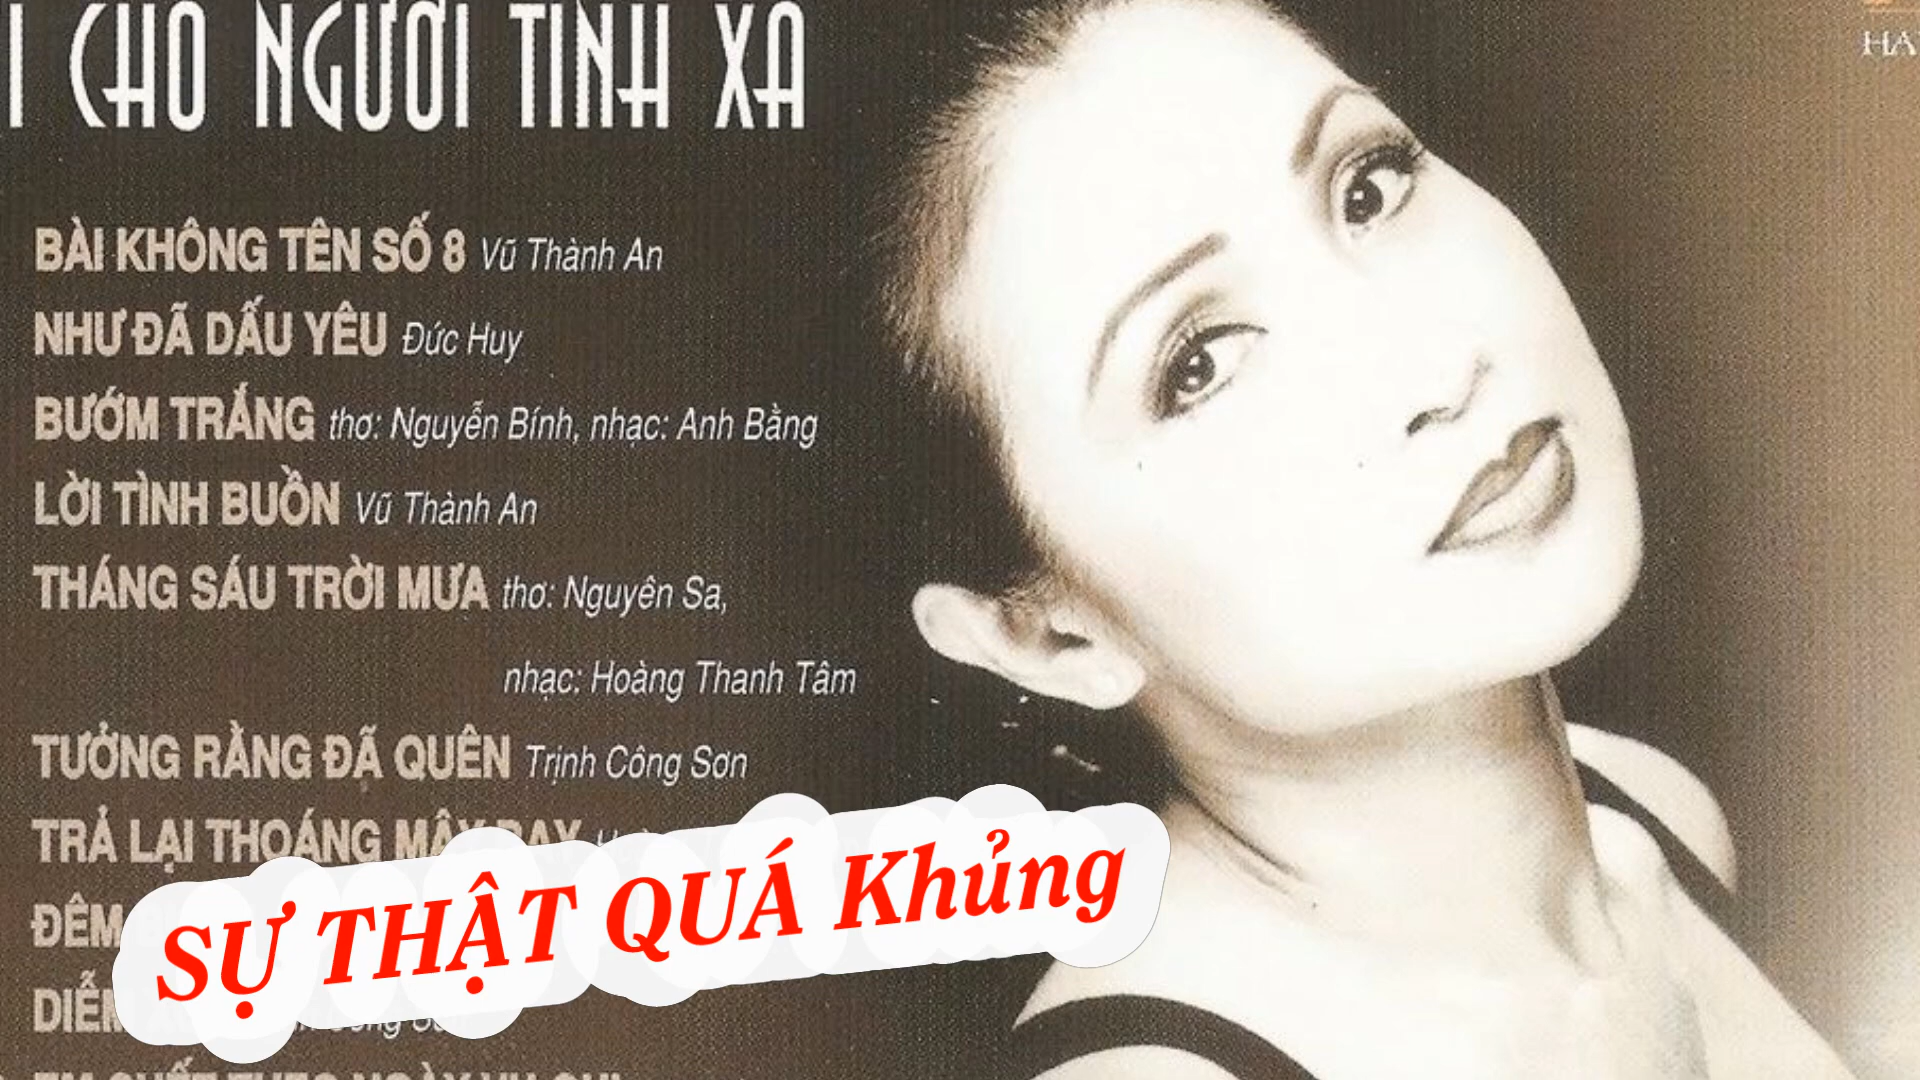 I CHO NGƯỜI TÌNH XA
HA
BÀI KHÔNG TÊN SỐ 8 Vũ Thành An
NHƯ ĐÃ DẤU YÊU Đức Huy
BƯỚM TRẮNG thơ: Nguyễn Bính, nhạc: Anh Bằng
LỜI TÌNH BUỒN Vũ Thành An
THÁNG SÁU TRỜI MƯA thơ: Nguyên Sa,
nhạc: Hoàng Thanh Tâm
TƯỞNG RẰNG ĐÃ QUÊN Trịnh Công Sơn
TRẢ LẠI THOÁNG MÂY BAY
ĐÊM
DIỄM
SỰ THẬT QUÁ Khủng